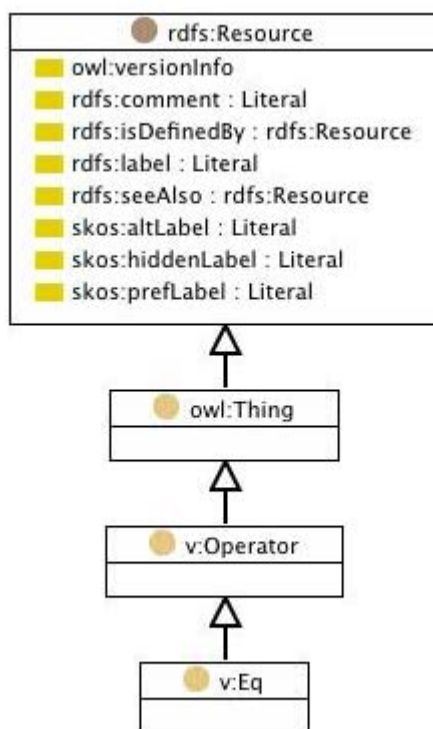 rdfs:Resource
owl:versionInfo
rdfs:comment : Literal
rdfs:isDefinedBy : rdfs:Resource
rdfs:label : Literal
rdfs:seeAlso : rdfs:Resource
skos:altLabel : Literal
skos:hiddenLabel : Literal
skos:prefLabel : Literal
owl:Thing
v:Operator
v:Eq